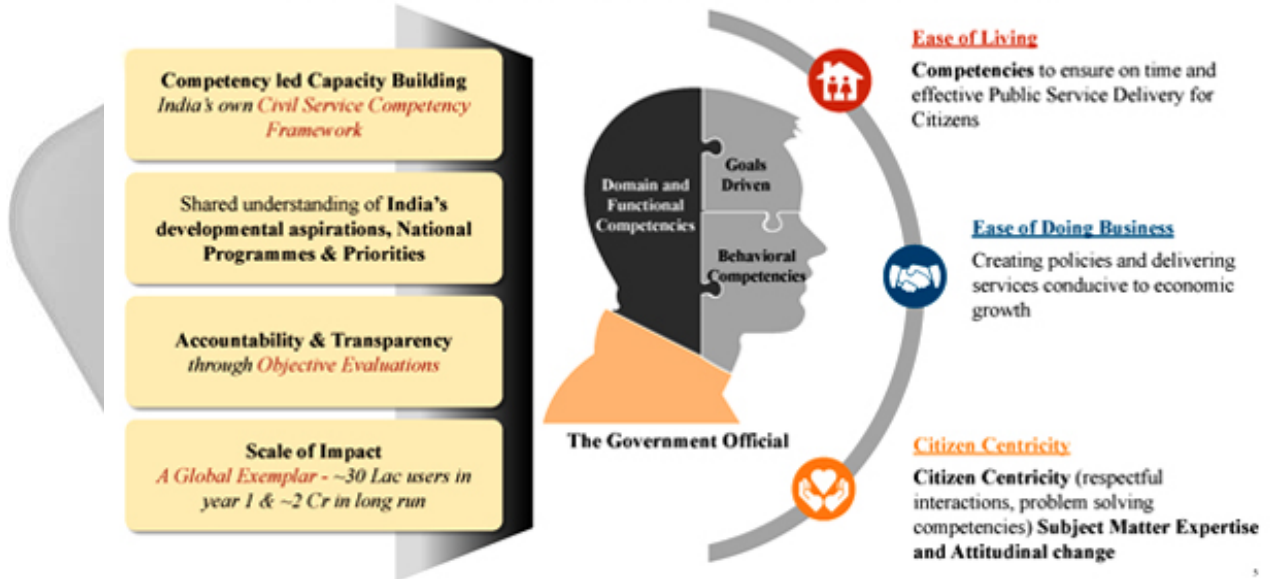 Competency led Capacity Building
India's own Civil Service Competency
Framework
Shared understanding of India's
developmental aspirations, National
Programmes & Priorities
Accountability & Transparency
through Objective Evaluations
Scale of Impact
A Global Exemplar - ~30 Lac users in
year 1 & ~2 Cr in long run
Domain and
Functional
Competencies
Goals
Driven
Behavioral
Competencies
The Government Official
Ease of Living
Competencies to ensure on time and
effective Public Service Delivery for
Citizens
Ease of Doing Business
Creating policies and delivering
services conducive to economic
growth
Citizen Centricity
Citizen Centricity (respectful
interactions, problem solving
competencies) Subject Matter Expertise
and Attitudinal change